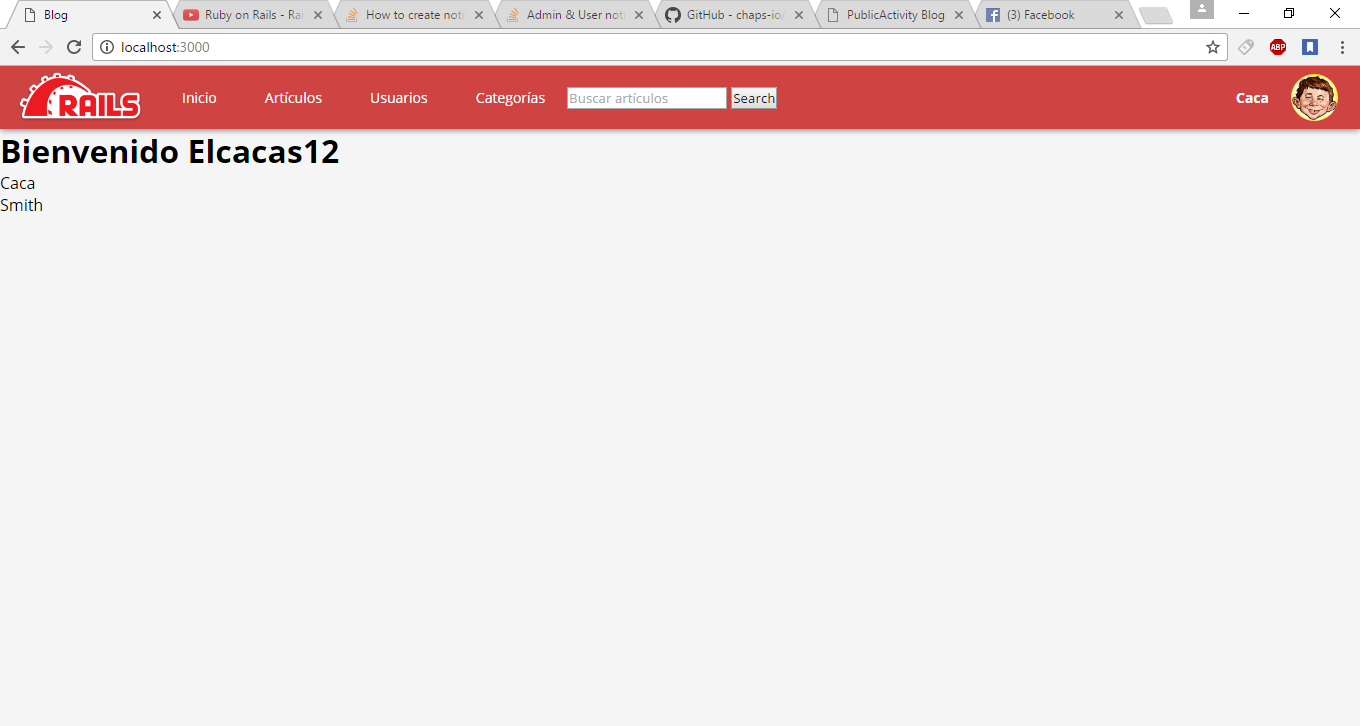 Blog
Ruby on Rails - Rai
How to create noti
Admin & User noti
GitHub - chaps-io/
PublicActivity Blog
(3) Facebook
localhost:3000
ABP
RAILS
Inicio
Artículos
Usuarios
Categorías
Buscar artículos
Search
Caca
Bienvenido Elcacas12
Caca
Smith